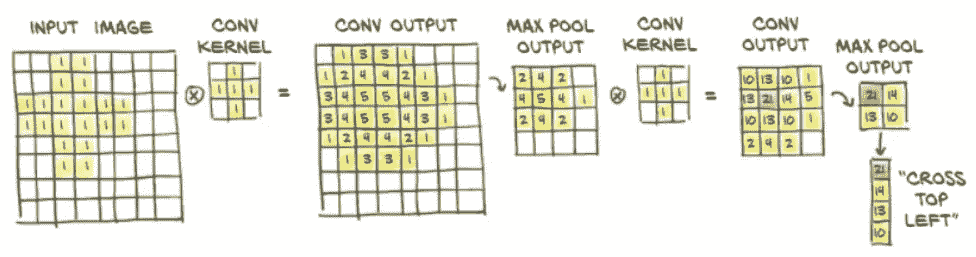 INPUT IMAGE
1 1
1 1
1 1 1 1 1 1
1 1 1 1 1 1
1 1
1 1
⊗
CONV
KERNEL
1
1 1 1
1
=
CONV OUTPUT
1 3 3 1
1 2 4 4 2 1
3 4 5 5 4 3 1
3 4 5 5 4 3 1
1 2 4 4 2 1
1 3 3 1
MAX POOL
OUTPUT
2 4 2
4 5 4 1
2 4 2
⊗
CONV
KERNEL
1
1 1 1
1
=
CONV
OUTPUT
10 13 10 1
13 21 14 5
10 13 10 1
2 4 2
MAX POOL
OUTPUT
21 14
13 10
21
14
13
10
"CROSS
TOP
LEFT"